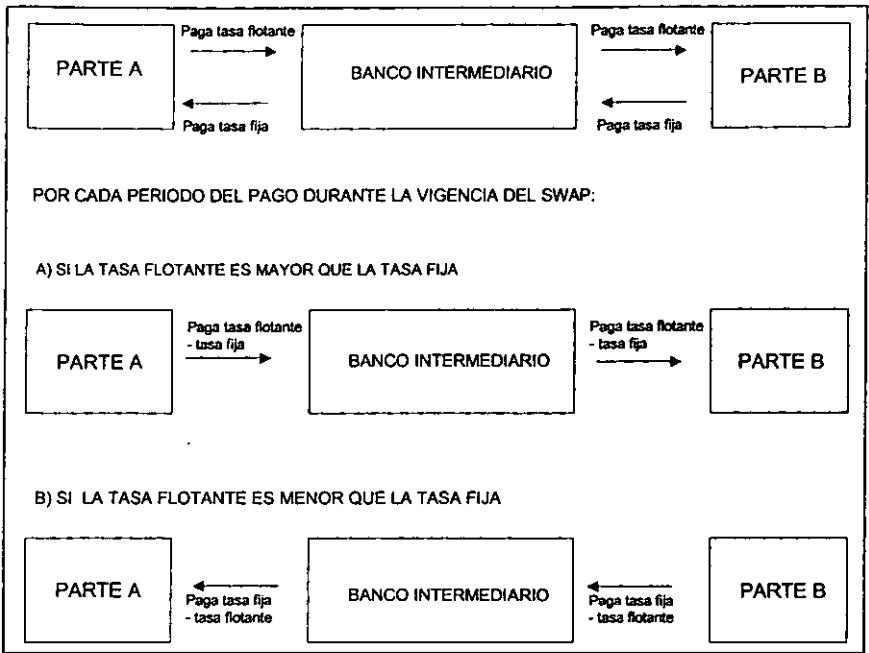 Paga tasa flotante
Paga tasa flotante
PARTE A
BANCO INTERMEDIARIO
PARTE B
Paga tasa fija
Paga tasa fija
POR CADA PERIODO DEL PAGO DURANTE LA VIGENCIA DEL SWAP:
A) SI LA TASA FLOTANTE ES MAYOR QUE LA TASA FIJA
Paga tasa flotante
- tasa fija
Paga tasa flotante
- tasa fija
PARTE A
BANCO INTERMEDIARIO
PARTE B
B) SI LA TASA FLOTANTE ES MENOR QUE LA TASA FIJA
PARTE A
BANCO INTERMEDIARIO
PARTE B
Paga tasa fija
- tasa flotante
Paga tasa fija
- tasa flotante